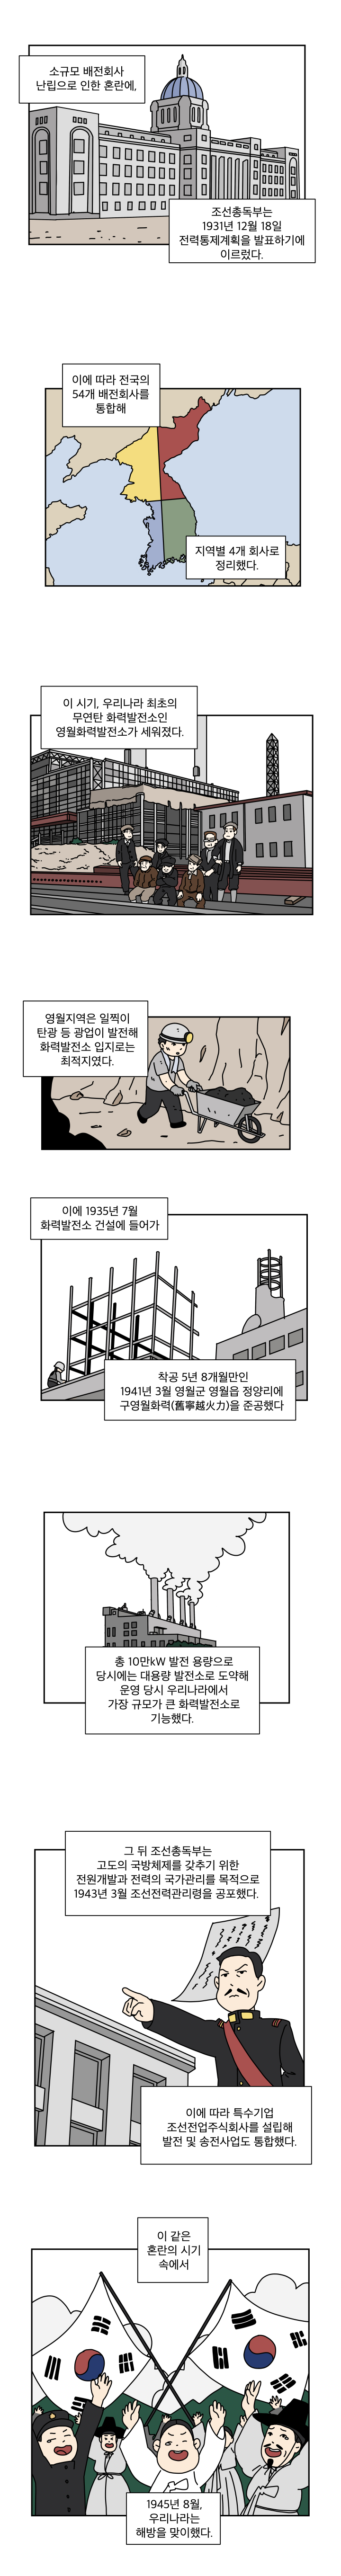 소규모 배전회사
난립으로 인한 혼란에,
조선총독부는
1931년 12월 18일
전력통제계획을 발표하기에
이르렀다.
이에 따라 전국의
54개 배전회사를
통합해
지역별 4개 회사로
정리했다.
이 시기, 우리나라 최초의
무연탄 화력발전소인
영월화력발전소가 세워졌다.
영월지역은 일찍이
탄광 등 광업이 발전해
화력발전소 입지로는
최적지였다.
이에 1935년 7월
화력발전소 건설에 들어가
착공 5년 8개월만인
1941년 3월 영월군 영월읍 정양리에
구영월화력(舊寧越火力)을 준공했다
총 10만kW 발전 용량으로
당시에는 대용량 발전소로 도약해
운영 당시 우리나라에서
가장 규모가 큰 화력발전소로
기능했다.
그 뒤 조선총독부는
고도의 국방체제를 갖추기 위한
전원개발과 전력의 국가관리를 목적으로
1943년 3월 조선전력관리령을 공포했다.
이에 따라 특수기업
조선전업주식회사를 설립해
발전 및 송전사업도 통합했다.
이 같은
혼란의 시기
속에서
1945년 8월,
우리나라는
해방을 맞이했다.